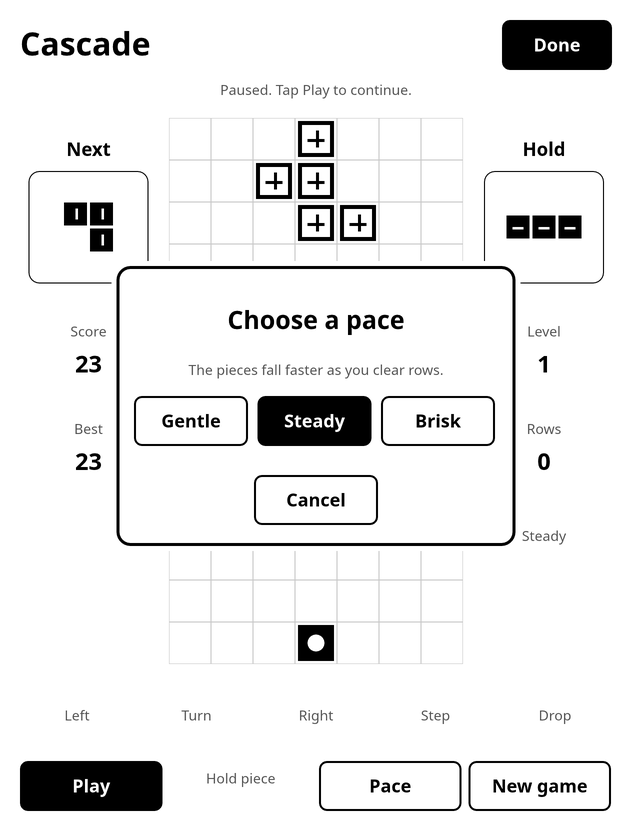 Cascade
Done
Paused. Tap Play to continue.
Next
Hold
Choose a pace
The pieces fall faster as you clear rows.
Gentle
Steady
Brisk
Cancel
Score
23
Best
23
Level
1
Rows
0
Steady
Left
Turn
Right
Step
Drop
Play
Hold piece
Pace
New game